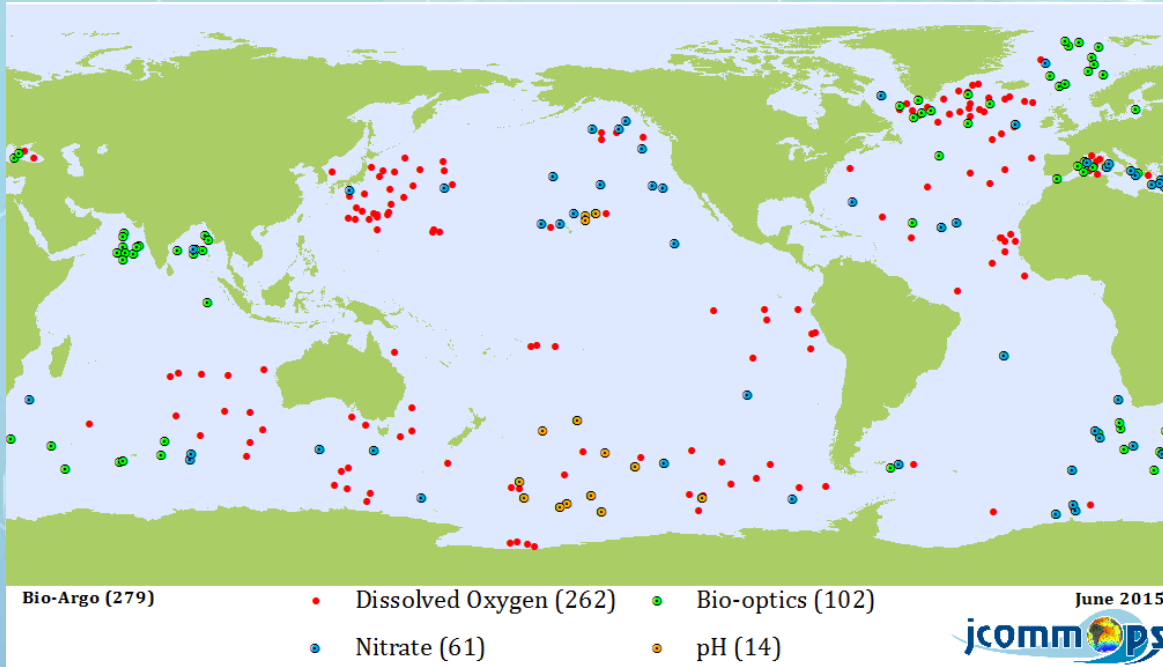 Bio-Argo (279)
Dissolved Oxygen (262)
Bio-optics (102)
June 2015
Nitrate (61)
pH (14)
jcommops